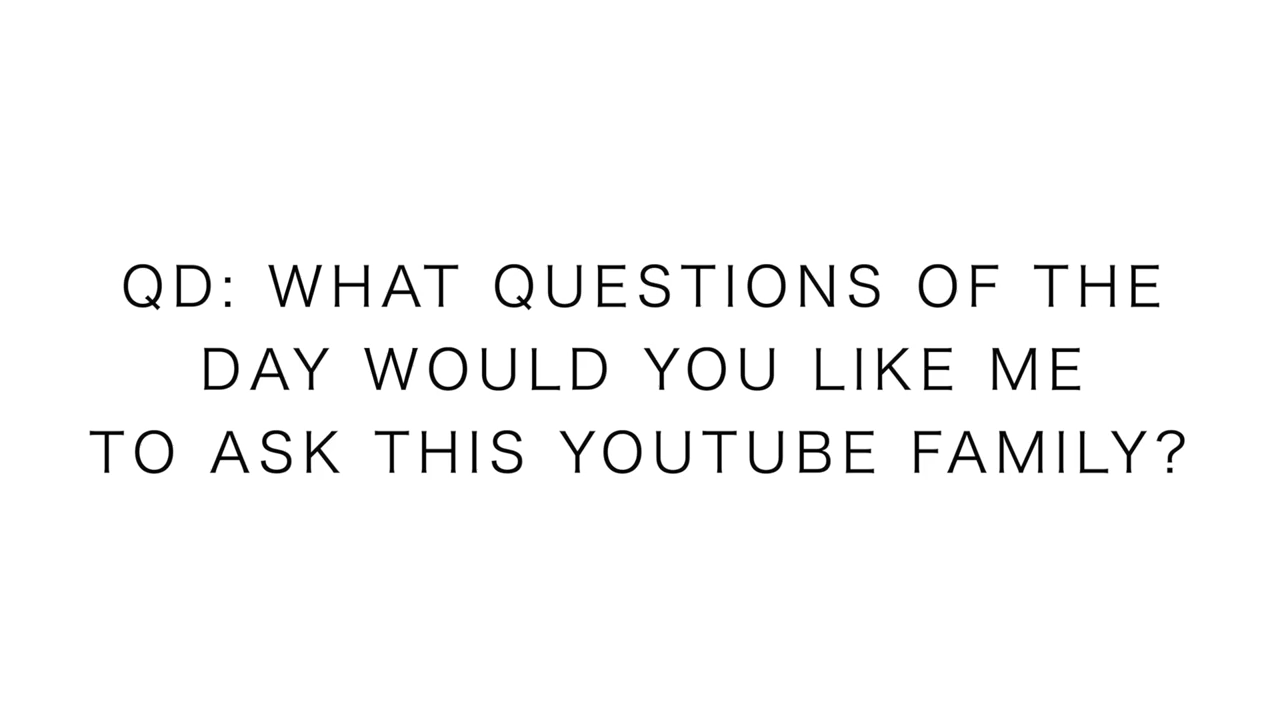 QD: WHAT QUESTIONS OF THE
DAY WOULD YOU LIKE ME
TO ASK THIS YOUTUBE FAMILY?